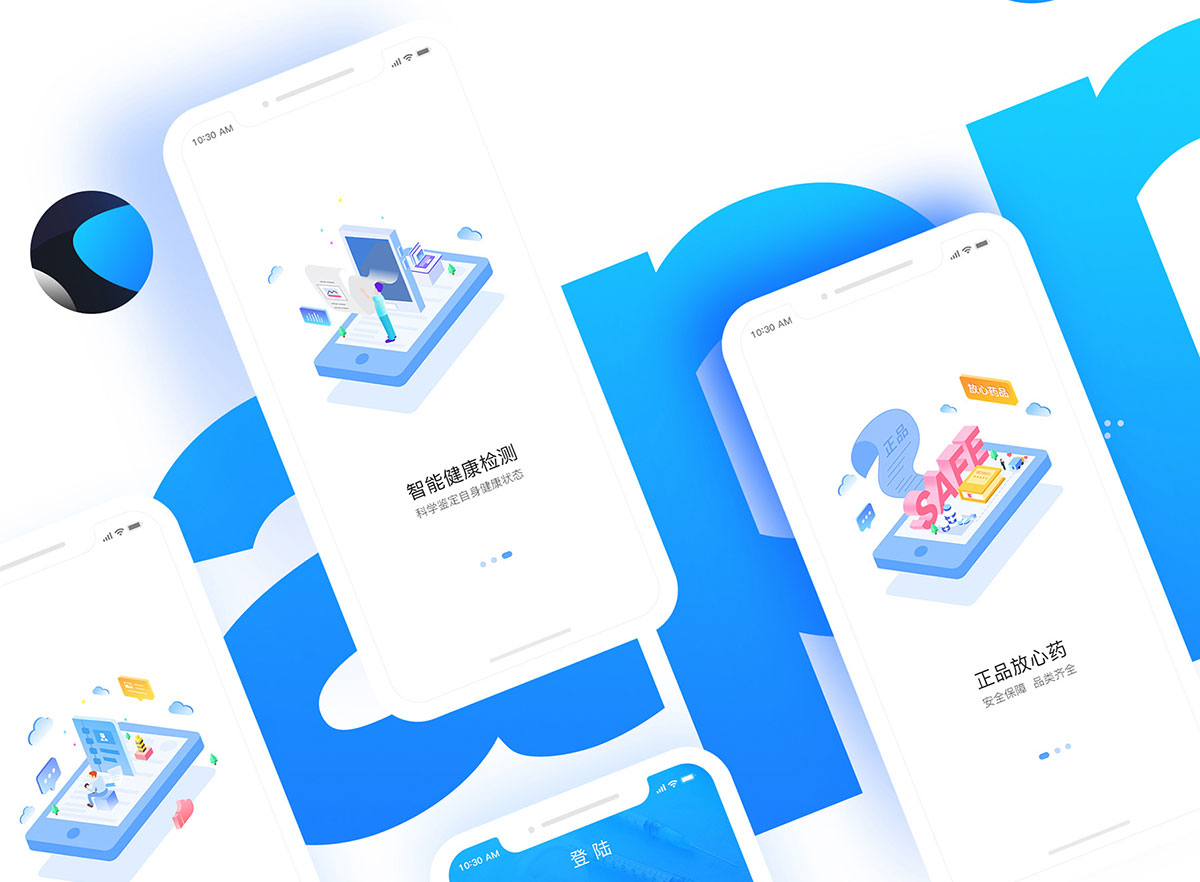 10:30 AM
智能健康检测
科学鉴定自身健康状态
10:30 AM
放心药品
正品
SAFE
正品放心药
安全保障 品类齐全
10:30 AM
登陆